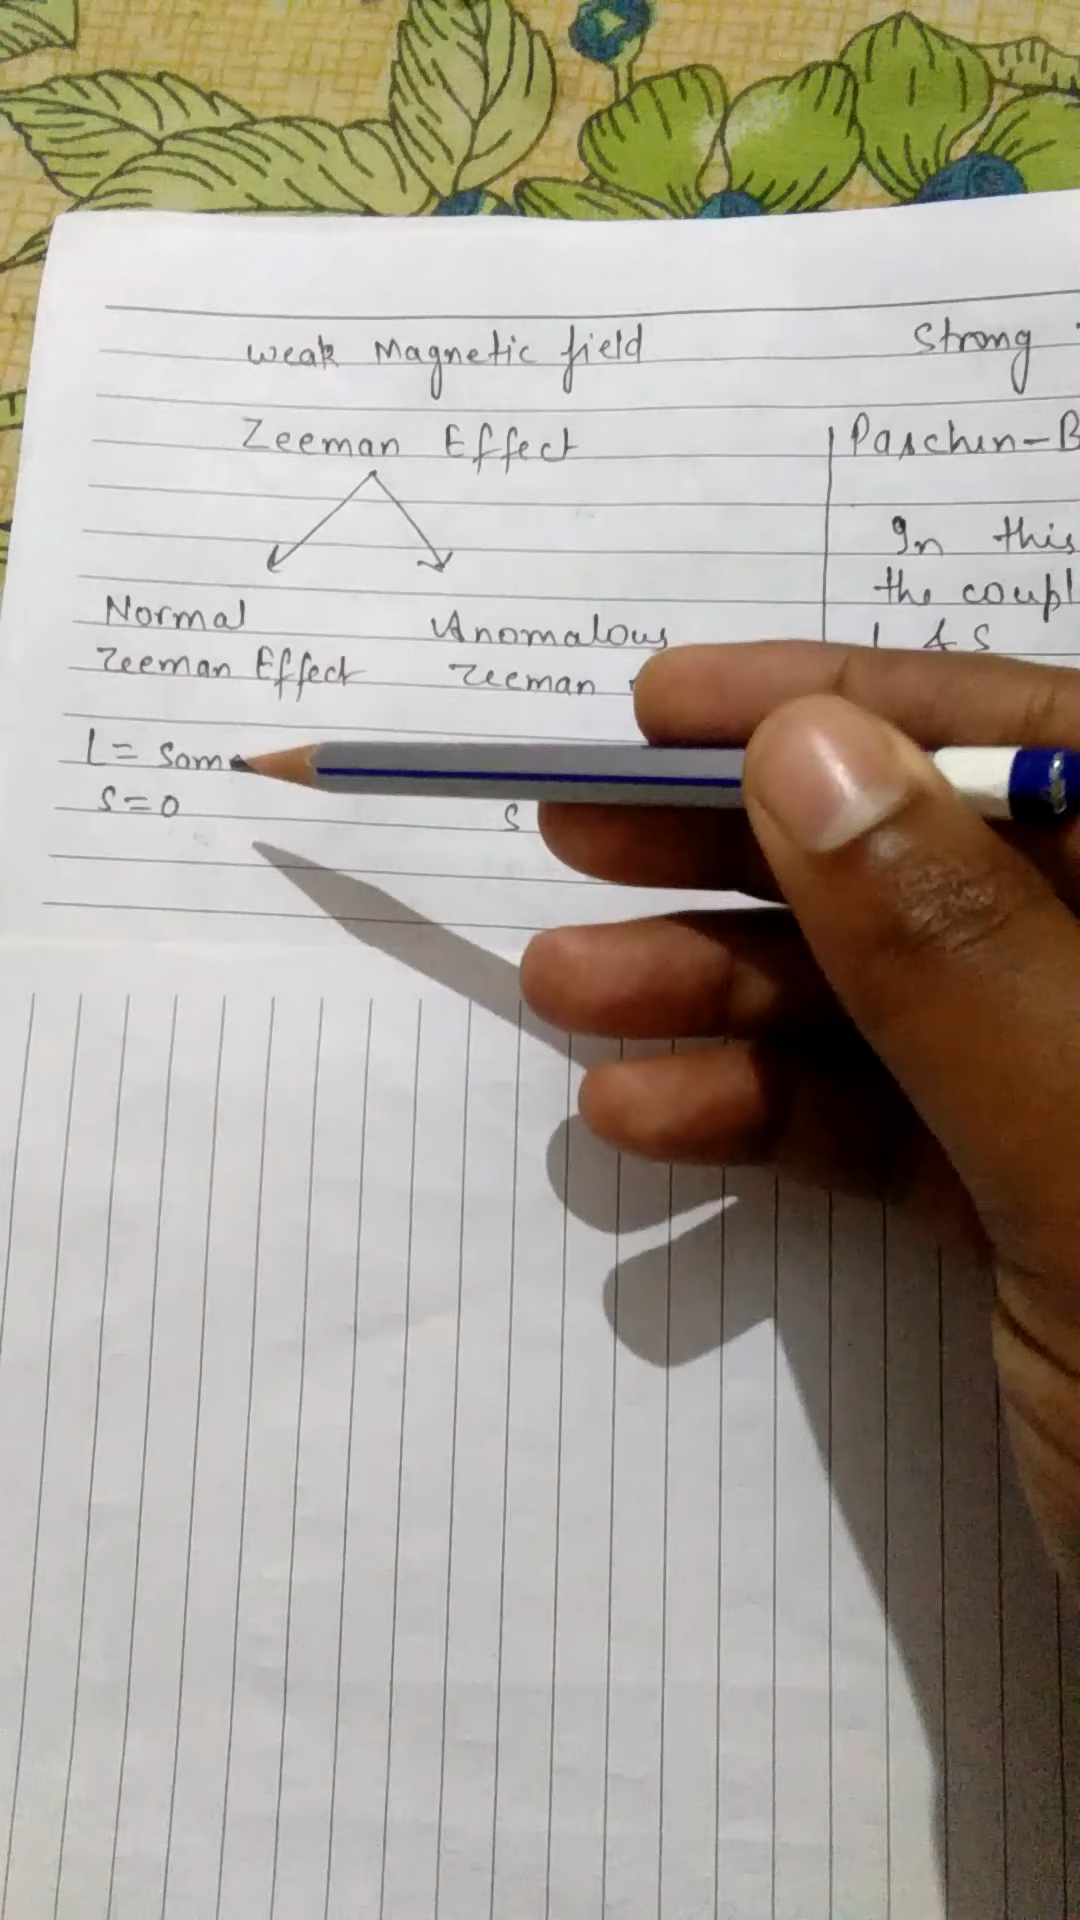 Weak Magnetic field
Strong
Zeeman Effect
Paschen-B
In this
the coupl
L & S
Normal
Zeeman Effect
Anomalous
Zeeman
L = Som
S=0
S